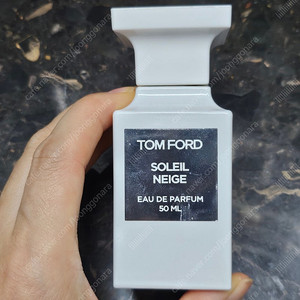 TOM FORD
SOLEIL
NEIGE
EAU DE PARFUM
50 ML